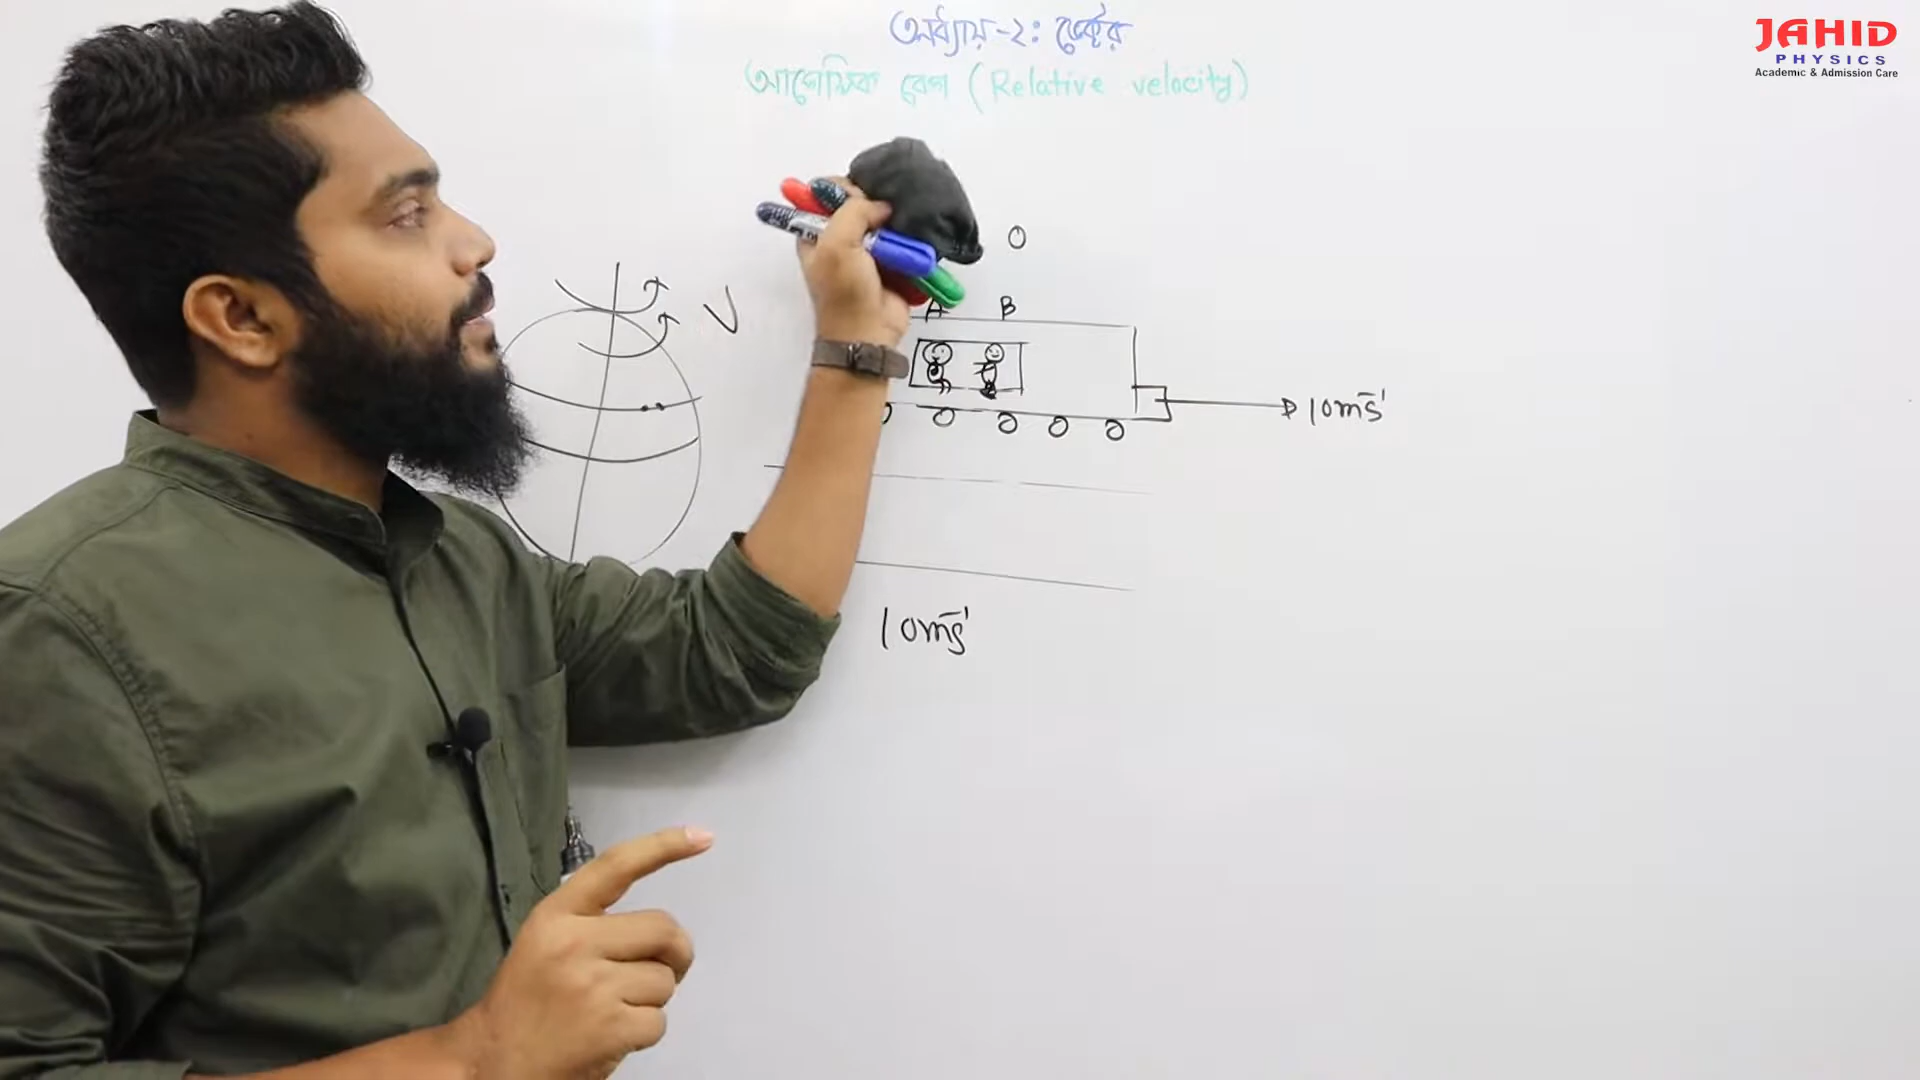 অধ্যায়-২: ভেক্টর
আপেক্ষিক বেগ (Relative velocity)
JAHID
PHYSICS
Academic & Admission Care
O
V
A B
10ms⁻¹
10ms⁻¹